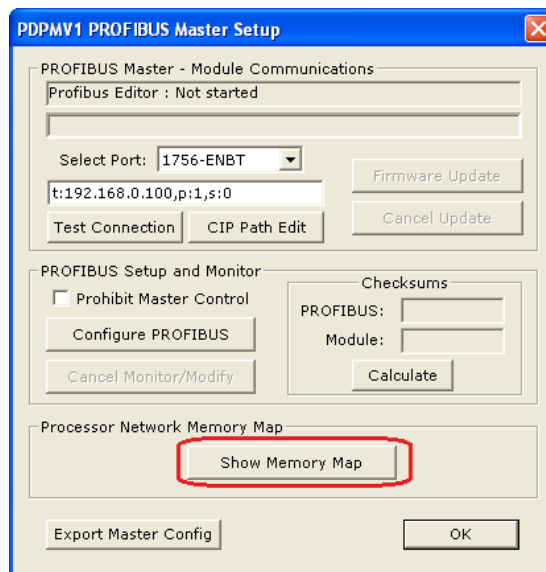 PDPMV1 PROFIBUS Master Setup
PROFIBUS Master - Module Communications
Profibus Editor : Not started
Select Port: 1756-ENBT
Firmware Update
t:192.168.0.100,p:1,s:0
Test Connection CIP Path Edit Cancel Update
PROFIBUS Setup and Monitor
Prohibit Master Control
Configure PROFIBUS
Cancel Monitor/Modify
Checksums
PROFIBUS:
Module:
Calculate
Processor Network Memory Map
Show Memory Map
Export Master Config OK